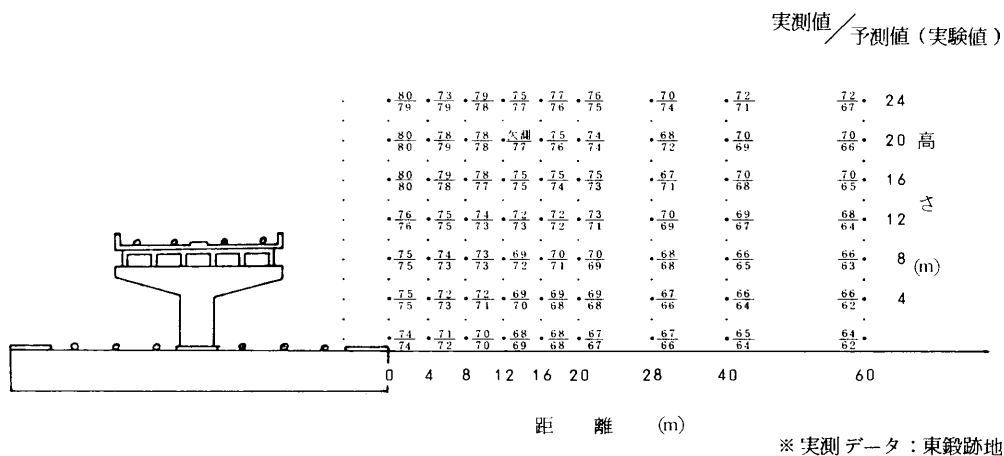 実測値／予測値（実験値）
80/79 73/79 79/78 75/77 77/76 76/75 70/74 72/71 72/67 24
80/80 78/79 78/78 欠測/77 75/76 74/74 68/72 70/69 70/66 20 高
80/80 79/78 78/77 75/75 75/74 75/73 67/71 70/68 70/65 16
さ
76/76 75/75 74/73 72/73 72/72 73/71 70/69 69/67 68/64 12
75/75 74/73 73/73 69/72 70/71 70/69 68/68 66/65 66/63 8 (m)
75/75 72/73 72/71 69/70 69/68 69/68 67/66 66/64 66/62 4
74/74 71/72 70/70 68/69 68/68 67/67 67/66 65/64 64/62
0 4 8 12 16 20 28 40 60
距 離 (m)
※ 実測データ：東鍛跡地